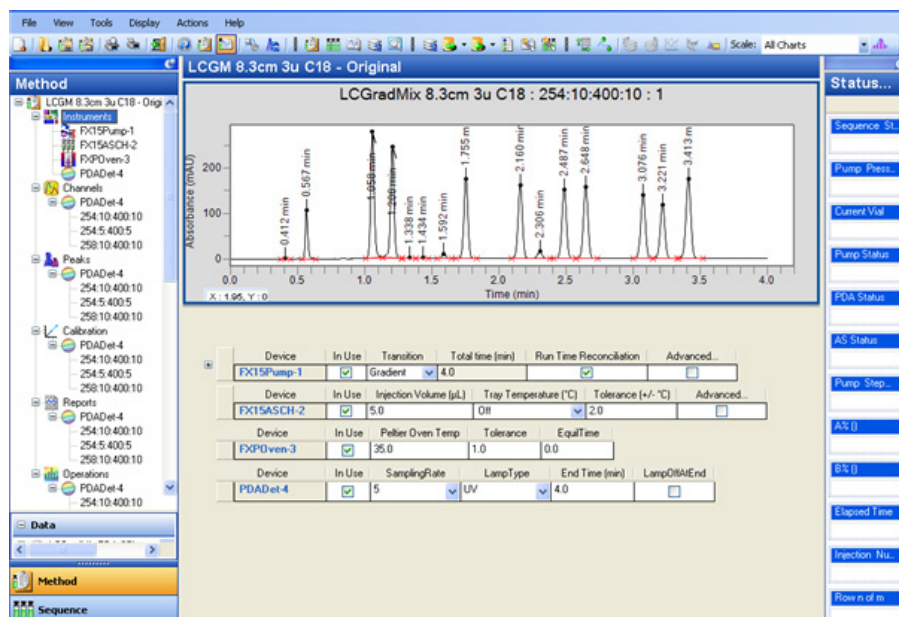 File View Tools Display Actions Help
Scale: All Charts
Method
LCGM 8.3cm 3u C18 - Origi
Instruments
FX15Pump-1
FX15ASCH-2
FXPOven-3
PDADet-4
Channels
PDADet-4
254:10:400:10
254:5:400:5
258:10:400:10
Peaks
PDADet-4
254:10:400:10
254:5:400:5
258:10:400:10
Calibration
PDADet-4
254:10:400:10
254:5:400:5
258:10:400:10
Reports
PDADet-4
254:10:400:10
254:5:400:5
258:10:400:10
Operations
PDADet-4
254:10:400:10
Data
Method
Sequence
LCGM 8.3cm 3u C18 - Original
LCGradMix 8.3cm 3u C18 : 254:10:400:10 : 1
Absorbance (mAU)
200
100
0
0.412 min
0.567 min
1.058 min
1.200 min
1.338 min
1.434 min
1.592 min
1.755 m
2.160 min
2.306 min
2.487 min
2.648 min
3.076 min
3.221 min
3.413 m
0.0 0.5 1.0 1.5 2.0 2.5 3.0 3.5 4.0
Time (min)
X : 1.95, Y : 0
Device In Use Transition Total time (min) Run Time Reconciliation Advanced...
FX15Pump-1 Gradient 4.0
Device In Use Injection Volume (µL) Tray Temperature (°C) Tolerance (+/- °C) Advanced...
FX15ASCH-2 5.0 Off 2.0
Device In Use Peltier Oven Temp Tolerance EquilTime
FXPOven-3 35.0 1.0 0.0
Device In Use SamplingRate LampType End Time (min) LampOffAtEnd
PDADet-4 5 UV 4.0
Status...
Sequence St...
Pump Press...
Current Vial
Pump Status
PDA Status
AS Status
Pump Step...
A% ()
B% ()
Elapsed Time
Injection Nu...
Row n of m